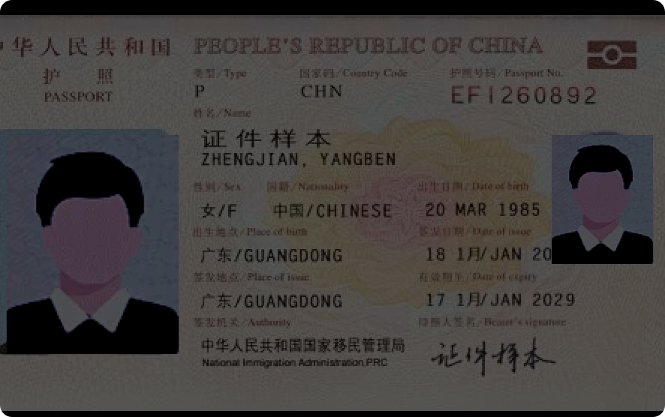 中华人民共和国 PEOPLE'S REPUBLIC OF CHINA
护照
PASSPORT
类型/Type 国家码/Country Code 护照号码/Passport No.
P CHN EF1260892
姓名/Name
证件样本
ZHENGJIAN, YANGBEN
性别/Sex 国籍/Nationality 出生日期/Date of birth
女/F 中国/CHINESE 20 MAR 1985
出生地点/Place of birth 签发日期/Date of issue
广东/GUANGDONG 18 1月/JAN 20
签发地点/Place of issue 有效期至/Date of expiry
广东/GUANGDONG 17 1月/JAN 2029
签发机关/Authority 持照人签名/Bearer's signature
中华人民共和国国家移民管理局
National Immigration Administration,PRC
证件样本